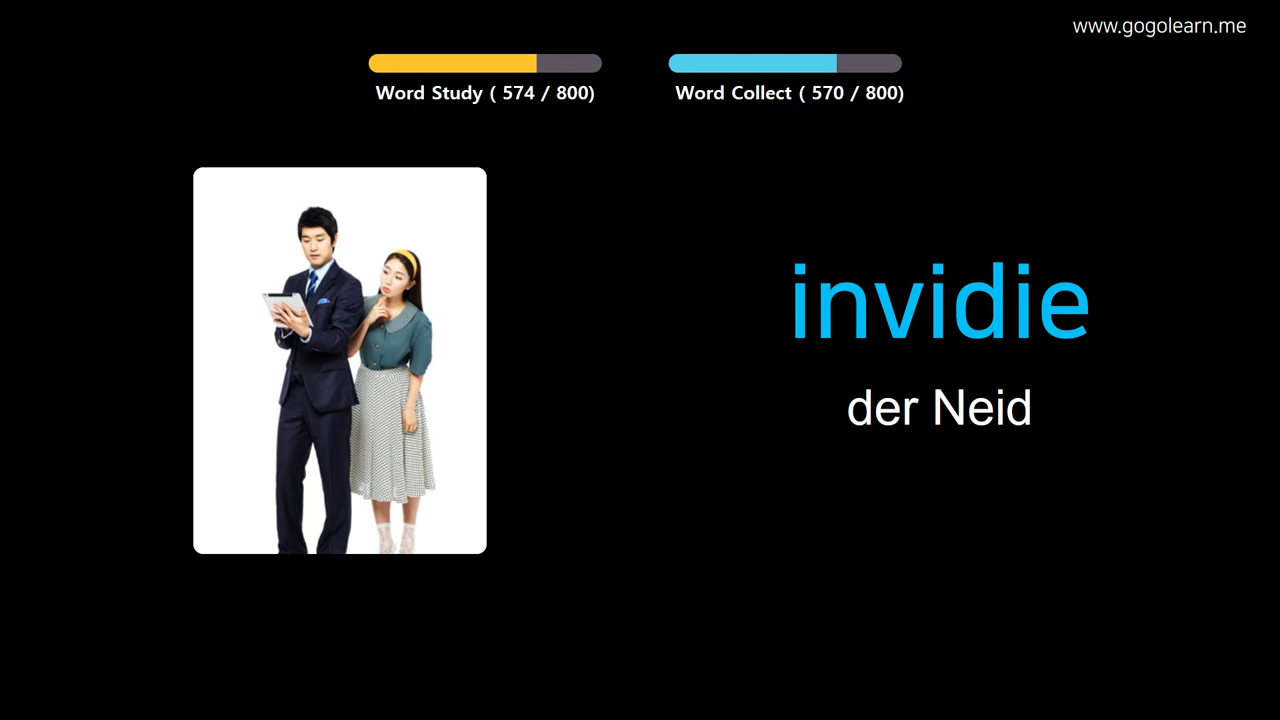 www.gogolearn.me
Word Study ( 574 / 800)
Word Collect ( 570 / 800)
invidie
der Neid